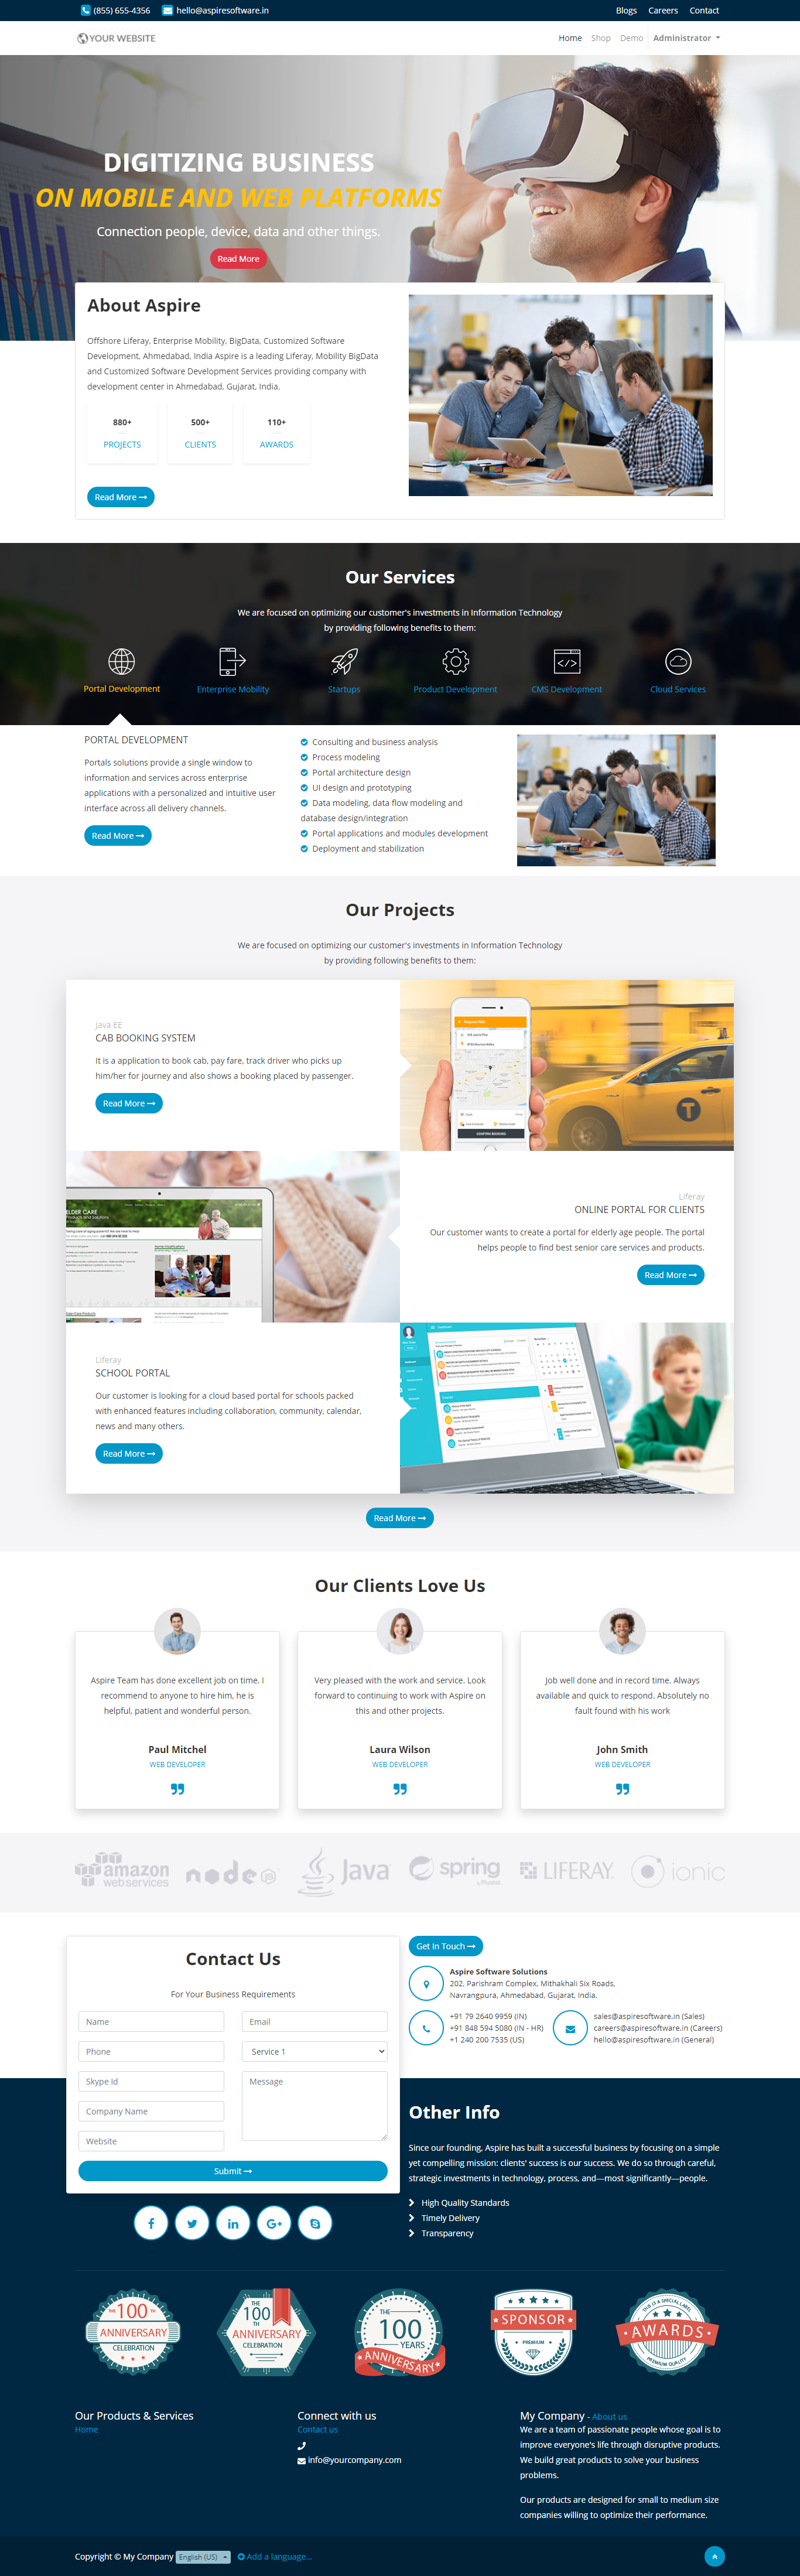 (855) 655-4356 hello@aspiresoftware.in Blogs Careers Contact
YOUR WEBSITE Home Shop Demo Administrator
DIGITIZING BUSINESS
ON MOBILE AND WEB PLATFORMS
Connection people, device, data and other things.
Read More
About Aspire
Offshore Liferay, Enterprise Mobility, BigData, Customized Software
Development, Ahmedabad, India Aspire is a leading Liferay, Mobility BigData
and Customized Software Development Services providing company with
development center in Ahmedabad, Gujarat, India.
880+ 500+ 110+
PROJECTS CLIENTS AWARDS
Read More
Our Services
We are focused on optimizing our customer's investments in Information Technology
by providing following benefits to them:
Portal Development Enterprise Mobility Startups Product Development CMS Development Cloud Services
PORTAL DEVELOPMENT
Portals solutions provide a single window to
information and services across enterprise
applications with a personalized and intuitive user
interface across all delivery channels.
Read More
Consulting and business analysis
Process modeling
Portal architecture design
UI design and prototyping
Data modeling, data flow modeling and
database design/integration
Portal applications and modules development
Deployment and stabilization
Our Projects
We are focused on optimizing our customer's investments in Information Technology
by providing following benefits to them:
Java EE
CAB BOOKING SYSTEM
It is a application to book cab, pay fare, track driver who picks up
him/her for journey and also shows a booking placed by passenger.
Read More
CONFIRM BOOKING
T
ELDER CARE
Liferay
ONLINE PORTAL FOR CLIENTS
Our customer wants to create a portal for elderly age people. The portal
helps people to find best senior care services and products.
Read More
Liferay
SCHOOL PORTAL
Our customer is looking for a cloud based portal for schools packed
with enhanced features including collaboration, community, calendar,
news and many others.
Read More
Read More
Our Clients Love Us
Aspire Team has done excellent job on time. I
recommend to anyone to hire him, he is
helpful, patient and wonderful person.
Paul Mitchel
WEB DEVELOPER
Very pleased with the work and service. Look
forward to continuing to work with Aspire on
this and other projects.
Laura Wilson
WEB DEVELOPER
Job well done and in record time. Always
available and quick to respond. Absolutely no
fault found with his work
John Smith
WEB DEVELOPER
amazon
web services
node JS
Java
spring
LIFERAY.
ionic
Contact Us
For Your Business Requirements
Name Email
Phone Service 1
Skype Id Message
Company Name
Website
Submit
Get In Touch
Aspire Software Solutions
202, Parishram Complex, Mithakhali Six Roads,
Navrangpura, Ahmedabad, Gujarat, India.
+91 79 2640 9959 (IN)
+91 848 594 5080 (IN - HR)
+1 240 200 7535 (US)
sales@aspiresoftware.in (Sales)
careers@aspiresoftware.in (Careers)
hello@aspiresoftware.in (General)
Other Info
Since our founding, Aspire has built a successful business by focusing on a simple
yet compelling mission: clients' success is our success. We do so through careful,
strategic investments in technology, process, and—most significantly—people.
High Quality Standards
Timely Delivery
Transparency
THE 100 TH
ANNIVERSARY
CELEBRATION
THE
100
TH
ANNIVERSARY
CELEBRATION
THE
100
YEARS
ANNIVERSARY
SPONSOR
PREMIUM
THIS IS A SPECIAL LABEL
AWARDS
PREMIUM QUALITY
Our Products & Services
Home
Connect with us
Contact us
info@yourcompany.com
My Company - About us
We are a team of passionate people whose goal is to
improve everyone's life through disruptive products.
We build great products to solve your business
problems.
Our products are designed for small to medium size
companies willing to optimize their performance.
Copyright © My Company English (US) Add a language...